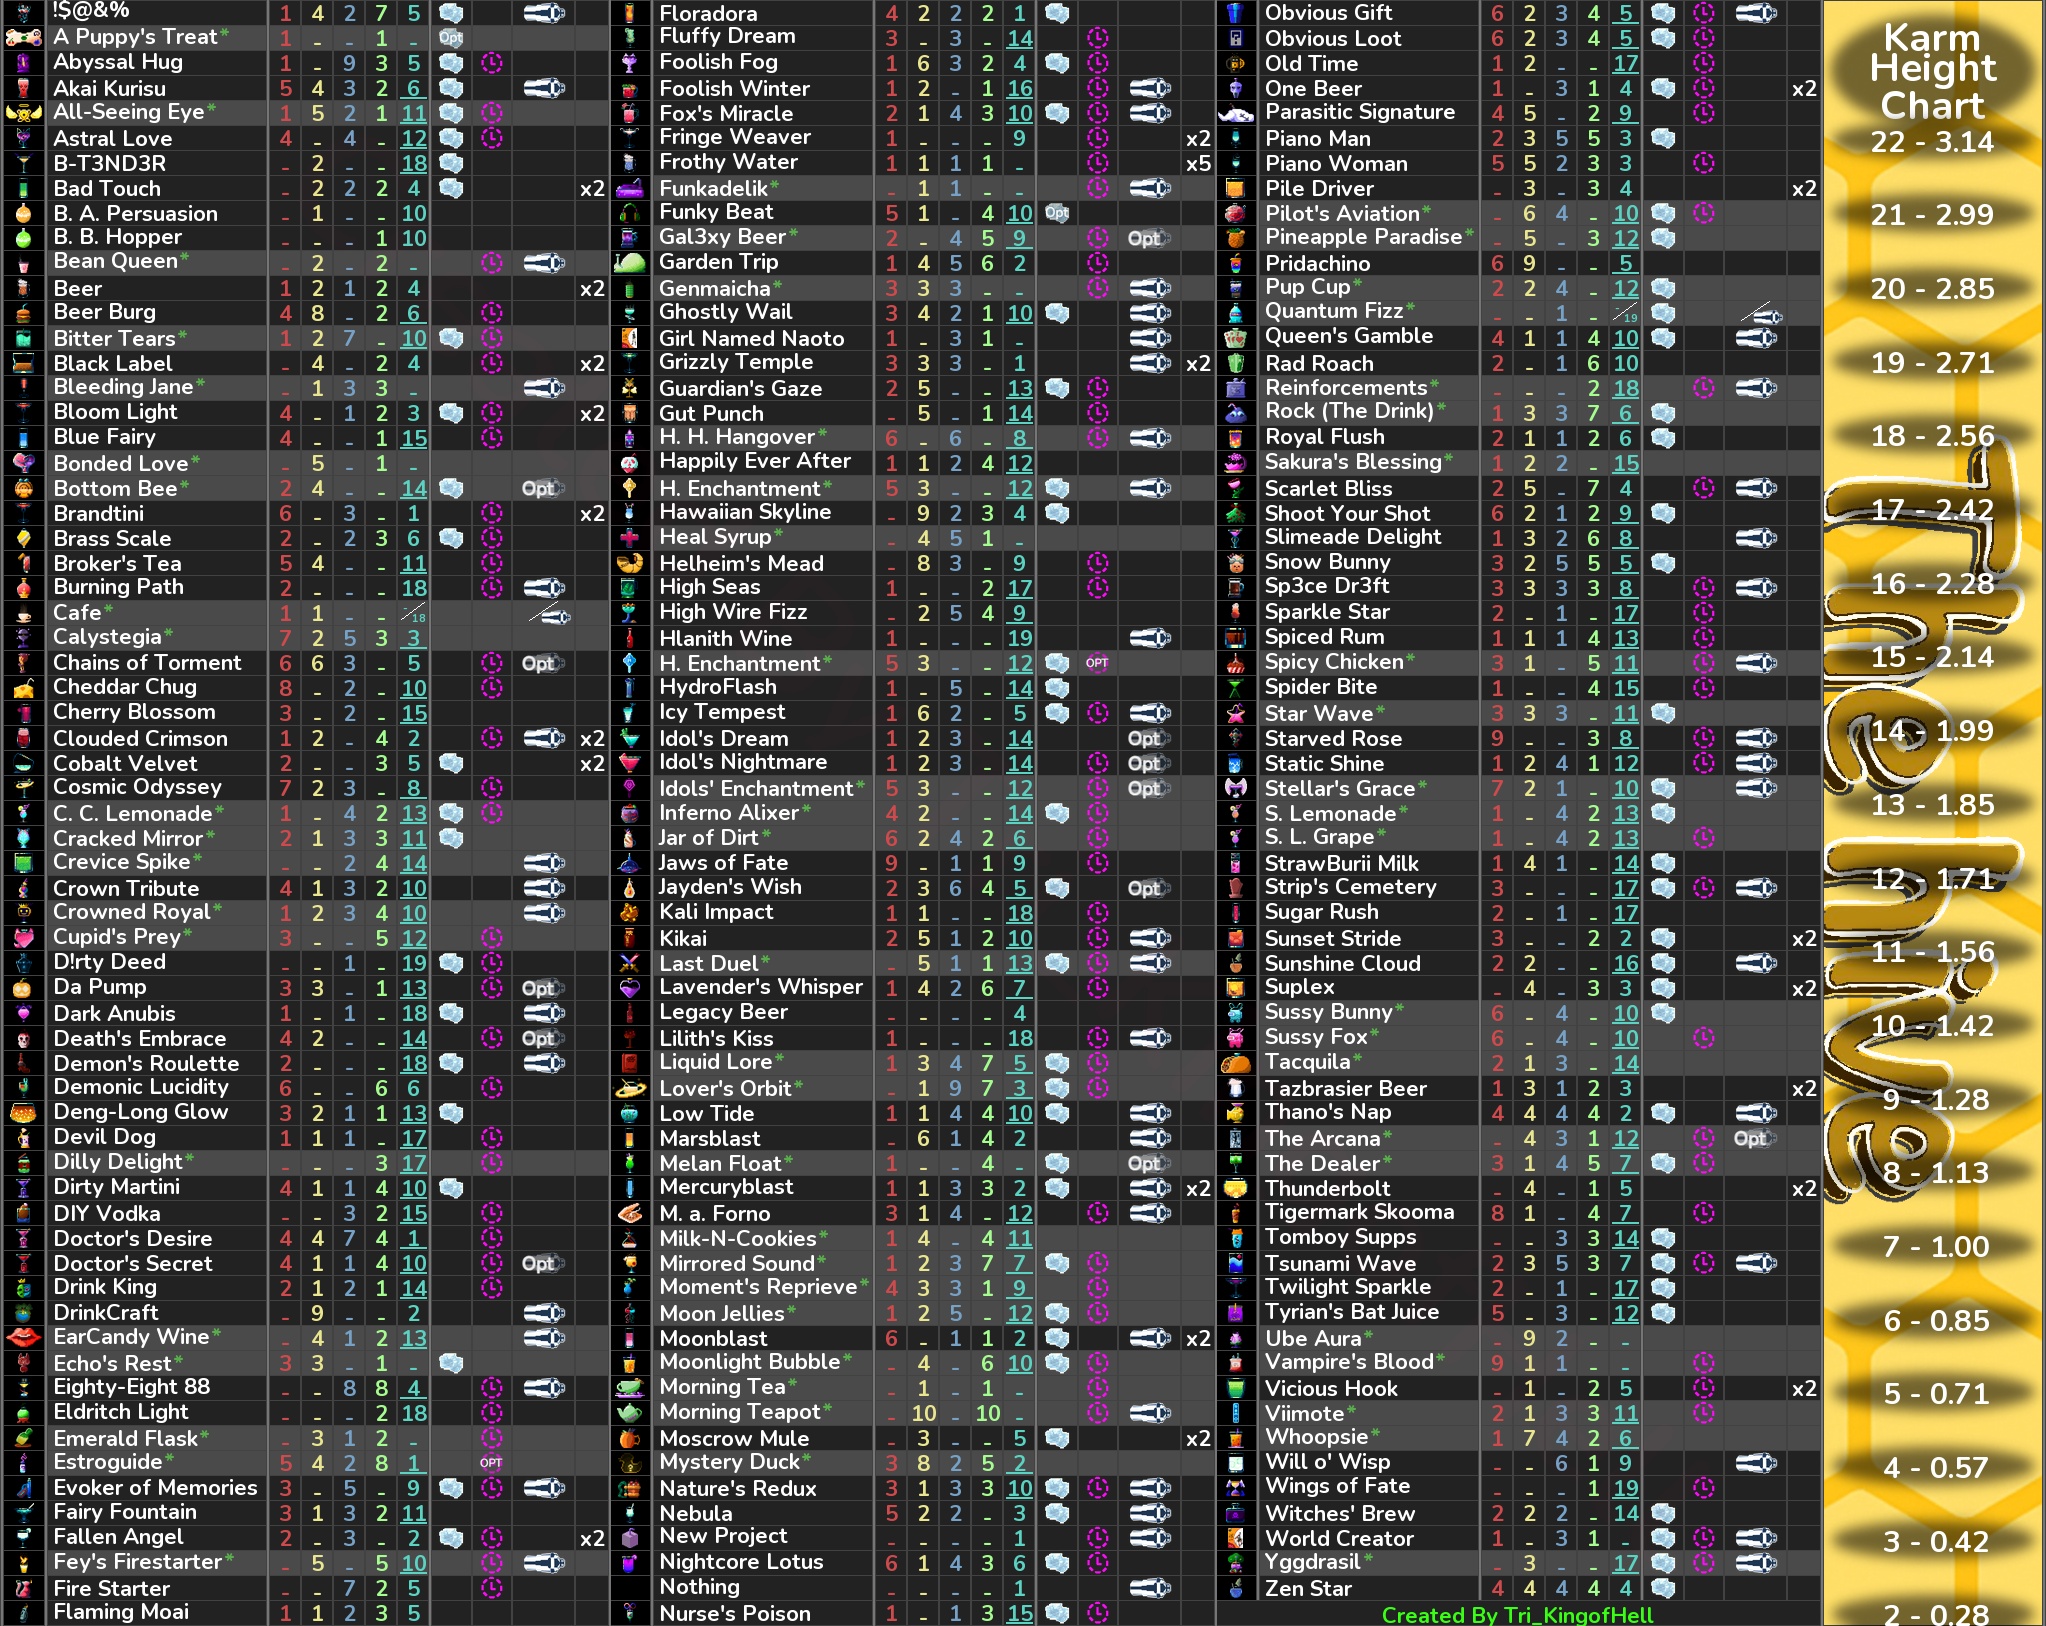 !$@&% 1 4 2 7 5
A Puppy's Treat* 1 - - 1 - Opt
Abyssal Hug 1 - 9 3 5
Akai Kurisu 5 4 3 2 6
All-Seeing Eye* 1 5 2 1 11
Astral Love 4 - 4 - 12
B-T3ND3R - 2 - - 18
Bad Touch - 2 2 2 4 x2
B. A. Persuasion - 1 - - 10
B. B. Hopper - - - 1 10
Bean Queen* - 2 - 2 -
Beer 1 2 1 2 4 x2
Beer Burg 4 8 - 2 6
Bitter Tears* 1 2 7 - 10
Black Label - 4 - 2 4 x2
Bleeding Jane* - 1 3 3 -
Bloom Light 4 - 1 2 3 x2
Blue Fairy 4 - - 1 15
Bonded Love* - 5 - 1 -
Bottom Bee* 2 4 - - 14 Opt
Brandtini 6 - 3 - 1 x2
Brass Scale 2 - 2 3 6
Broker's Tea 5 4 - - 11
Burning Path 2 - - - 18
Cafe* 1 1 - - -/18
Calystegia* 7 2 5 3 3
Chains of Torment 6 6 3 - 5 Opt
Cheddar Chug 8 - 2 - 10
Cherry Blossom 3 - 2 - 15
Clouded Crimson 1 2 - 4 2 x2
Cobalt Velvet 2 - - 3 5 x2
Cosmic Odyssey 7 2 3 - 8
C. C. Lemonade* 1 - 4 2 13
Cracked Mirror* 2 1 3 3 11
Crevice Spike* - - 2 4 14
Crown Tribute 4 1 3 2 10
Crowned Royal* 1 2 3 4 10
Cupid's Prey* 3 - - 5 12
D!rty Deed - - 1 - 19
Da Pump 3 3 - 1 13 Opt
Dark Anubis 1 - 1 - 18
Death's Embrace 4 2 - - 14 Opt
Demon's Roulette 2 - - - 18
Demonic Lucidity 6 - - 6 6
Deng-Long Glow 3 2 1 1 13
Devil Dog 1 1 1 - 17
Dilly Delight* - - - 3 17
Dirty Martini 4 1 1 4 10
DIY Vodka - - 3 2 15
Doctor's Desire 4 4 7 4 1
Doctor's Secret 4 1 1 4 10 Opt
Drink King 2 1 2 1 14
DrinkCraft - 9 - - 2
EarCandy Wine* - 4 1 2 13
Echo's Rest* 3 3 - 1 -
Eighty-Eight 88 - - 8 8 4
Eldritch Light - - - 2 18
Emerald Flask* - 3 1 2 -
Estroguide* 5 4 2 8 1 OPT
Evoker of Memories 3 - 5 - 9
Fairy Fountain 3 1 3 2 11
Fallen Angel 2 - 3 - 2 x2
Fey's Firestarter* - 5 - 5 10
Fire Starter - - 7 2 5
Flaming Moai 1 1 2 3 5
Floradora 4 2 2 2 1
Fluffy Dream 3 - 3 - 14
Foolish Fog 1 6 3 2 4
Foolish Winter 1 2 - 1 16
Fox's Miracle 2 1 4 3 10
Fringe Weaver 1 - - - 9 x2
Frothy Water 1 1 1 1 - x5
Funkadelik* - 1 1 - -
Funky Beat 5 1 - 4 10 Opt
Gal3xy Beer* 2 - 4 5 9 Opt
Garden Trip 1 4 5 6 2
Genmaicha* 3 3 3 - -
Ghostly Wail 3 4 2 1 10
Girl Named Naoto 1 - 3 1 -
Grizzly Temple 3 3 3 - 1 x2
Guardian's Gaze 2 5 - - 13
Gut Punch - 5 - 1 14
H. H. Hangover* 6 - 6 - 8
Happily Ever After 1 1 2 4 12
H. Enchantment* 5 3 - - 12
Hawaiian Skyline - 9 2 3 4
Heal Syrup* - 4 5 1 -
Helheim's Mead - 8 3 - 9
High Seas 1 - - 2 17
High Wire Fizz - 2 5 4 9
Hlanith Wine 1 - - - 19
H. Enchantment* 5 3 - - 12 OPT
HydroFlash 1 - 5 - 14
Icy Tempest 1 6 2 - 5
Idol's Dream 1 2 3 - 14 Opt
Idol's Nightmare 1 2 3 - 14 Opt
Idols' Enchantment* 5 3 - - 12 Opt
Inferno Alixer* 4 2 - - 14
Jar of Dirt* 6 2 4 2 6
Jaws of Fate 9 - 1 1 9
Jayden's Wish 2 3 6 4 5 Opt
Kali Impact 1 1 - - 18
Kikai 2 5 1 2 10
Last Duel* - 5 1 1 13
Lavender's Whisper 1 4 2 6 7
Legacy Beer - - - - 4
Lilith's Kiss 1 - - - 18
Liquid Lore* 1 3 4 7 5
Lover's Orbit* - 1 9 7 3
Low Tide 1 1 4 4 10
Marsblast - 6 1 4 2
Melan Float* 1 - - 4 - Opt
Mercuryblast 1 1 3 3 2 x2
M. a. Forno 3 1 4 - 12
Milk-N-Cookies* 1 4 - 4 11
Mirrored Sound* 1 2 3 7 7
Moment's Reprieve* 4 3 3 1 9
Moon Jellies* 1 2 5 - 12
Moonblast 6 - 1 1 2 x2
Moonlight Bubble* - 4 - 6 10
Morning Tea* - 1 - 1 -
Morning Teapot* - 10 - 10 -
Moscrow Mule - 3 - - 5 x2
Mystery Duck* 3 8 2 5 2
Nature's Redux 3 1 3 3 10
Nebula 5 2 2 - 3
New Project - - - - 1
Nightcore Lotus 6 1 4 3 6
Nothing - - - - 1
Nurse's Poison 1 - 1 3 15
Obvious Gift 6 2 3 4 5
Obvious Loot 6 2 3 4 5
Old Time 1 2 - - 17
One Beer 1 - 3 1 4 x2
Parasitic Signature 4 5 - 2 9
Piano Man 2 3 5 5 3
Piano Woman 5 5 2 3 3
Pile Driver - 3 - 3 4 x2
Pilot's Aviation* - 6 4 - 10
Pineapple Paradise* - 5 - 3 12
Pridachino 6 9 - - 5
Pup Cup* 2 2 4 - 12
Quantum Fizz* - - 1 - -/19
Queen's Gamble 4 1 1 4 10
Rad Roach 2 - 1 6 10
Reinforcements* - - - 2 18
Rock (The Drink)* 1 3 3 7 6
Royal Flush 2 1 1 2 6
Sakura's Blessing* 1 2 2 - 15
Scarlet Bliss 2 5 - 7 4
Shoot Your Shot 6 2 1 2 9
Slimeade Delight 1 3 2 6 8
Snow Bunny 3 2 5 5 5
Sp3ce Dr3ft 3 3 3 3 8
Sparkle Star 2 - 1 - 17
Spiced Rum 1 1 1 4 13
Spicy Chicken* 3 1 - 5 11
Spider Bite 1 - - 4 15
Star Wave* 3 3 3 - 11
Starved Rose 9 - - 3 8
Static Shine 1 2 4 1 12
Stellar's Grace* 7 2 1 - 10
S. Lemonade* 1 - 4 2 13
S. L. Grape* 1 - 4 2 13
StrawBurii Milk 1 4 1 - 14
Strip's Cemetery 3 - - - 17
Sugar Rush 2 - 1 - 17
Sunset Stride 3 - - 2 2 x2
Sunshine Cloud 2 2 - - 16
Suplex - 4 - 3 3 x2
Sussy Bunny* 6 - 4 - 10
Sussy Fox* 6 - 4 - 10
Tacquila* 2 1 3 - 14
Tazbrasier Beer 1 3 1 2 3 x2
Thano's Nap 4 4 4 4 2
The Arcana* - 4 3 1 12 Opt
The Dealer* 3 1 4 5 7
Thunderbolt - 4 - 1 5 x2
Tigermark Skooma 8 1 - 4 7
Tomboy Supps - - 3 3 14
Tsunami Wave 2 3 5 3 7
Twilight Sparkle 2 - 1 - 17
Tyrian's Bat Juice 5 - 3 - 12
Ube Aura* - 9 2 - -
Vampire's Blood* 9 1 1 - -
Vicious Hook - 1 - 2 5 x2
Viimote* 2 1 3 3 11
Whoopsie* 1 7 4 2 6
Will o' Wisp - - 6 1 9
Wings of Fate - - - 1 19
Witches' Brew 2 2 2 - 14
World Creator 1 - 3 1 -
Yggdrasil* - 3 - - 17
Zen Star 4 4 4 4 4
Created By Tri_KingofHell
Karm
Height
Chart
22 - 3.14
21 - 2.99
20 - 2.85
19 - 2.71
18 - 2.56
17 - 2.42
16 - 2.28
15 - 2.14
14 - 1.99
13 - 1.85
12 - 1.71
11 - 1.56
10 - 1.42
9 - 1.28
8 - 1.13
7 - 1.00
6 - 0.85
5 - 0.71
4 - 0.57
3 - 0.42
2 - 0.28